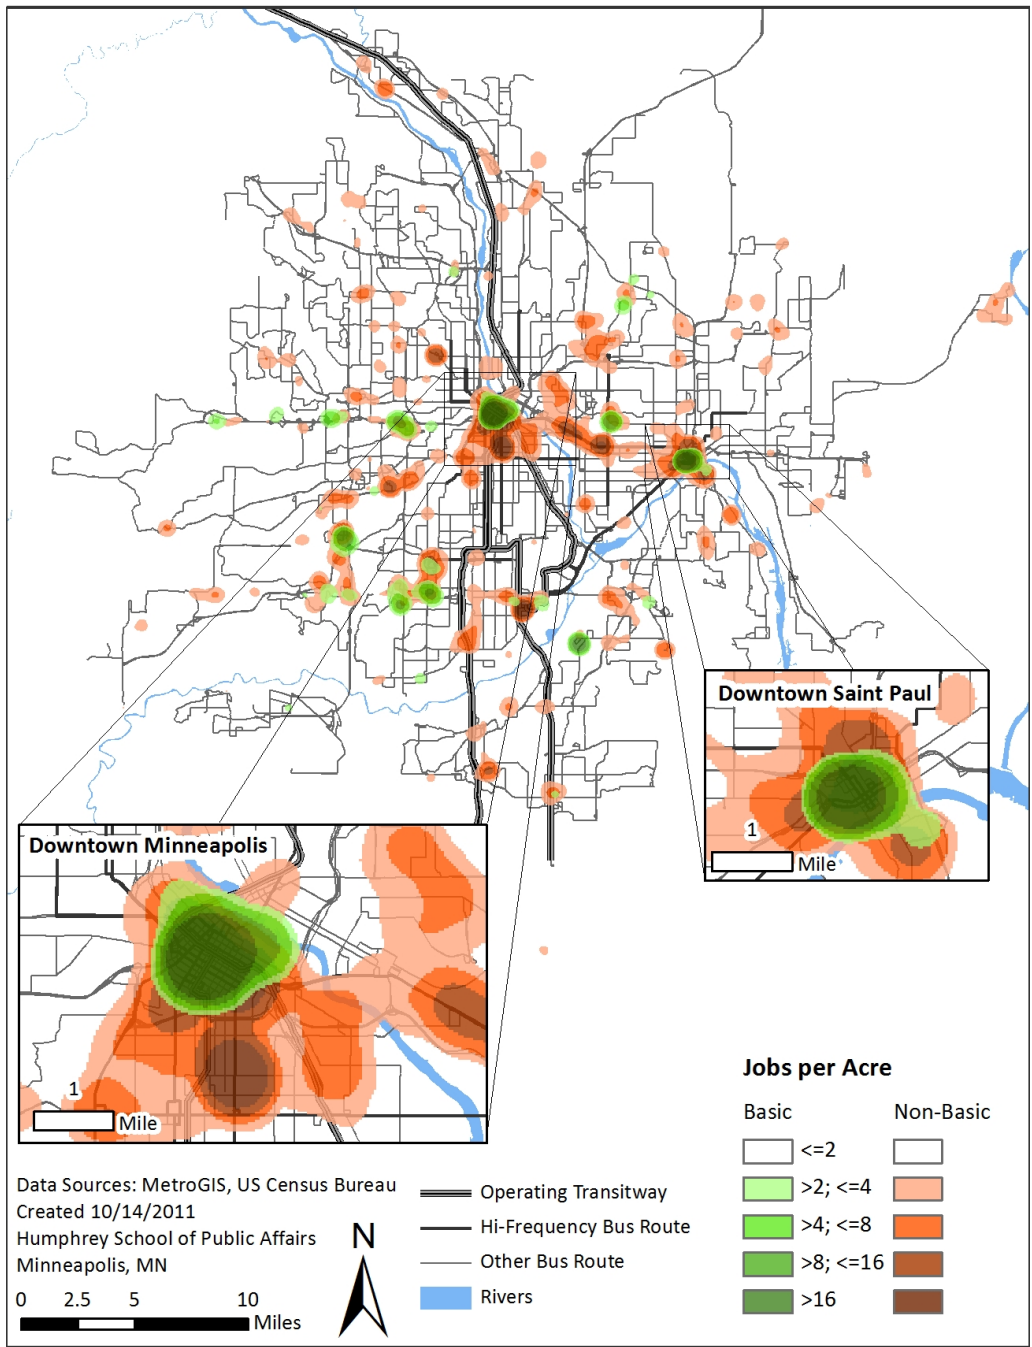 Downtown Saint Paul
1
Mile
Downtown Minneapolis
1
Mile
Jobs per Acre
Basic Non-Basic
<=2
>2; <=4
>4; <=8
>8; <=16
>16
Data Sources: MetroGIS, US Census Bureau
Created 10/14/2011
Humphrey School of Public Affairs
Minneapolis, MN
0 2.5 5 10
Miles
N
Operating Transitway
Hi-Frequency Bus Route
Other Bus Route
Rivers